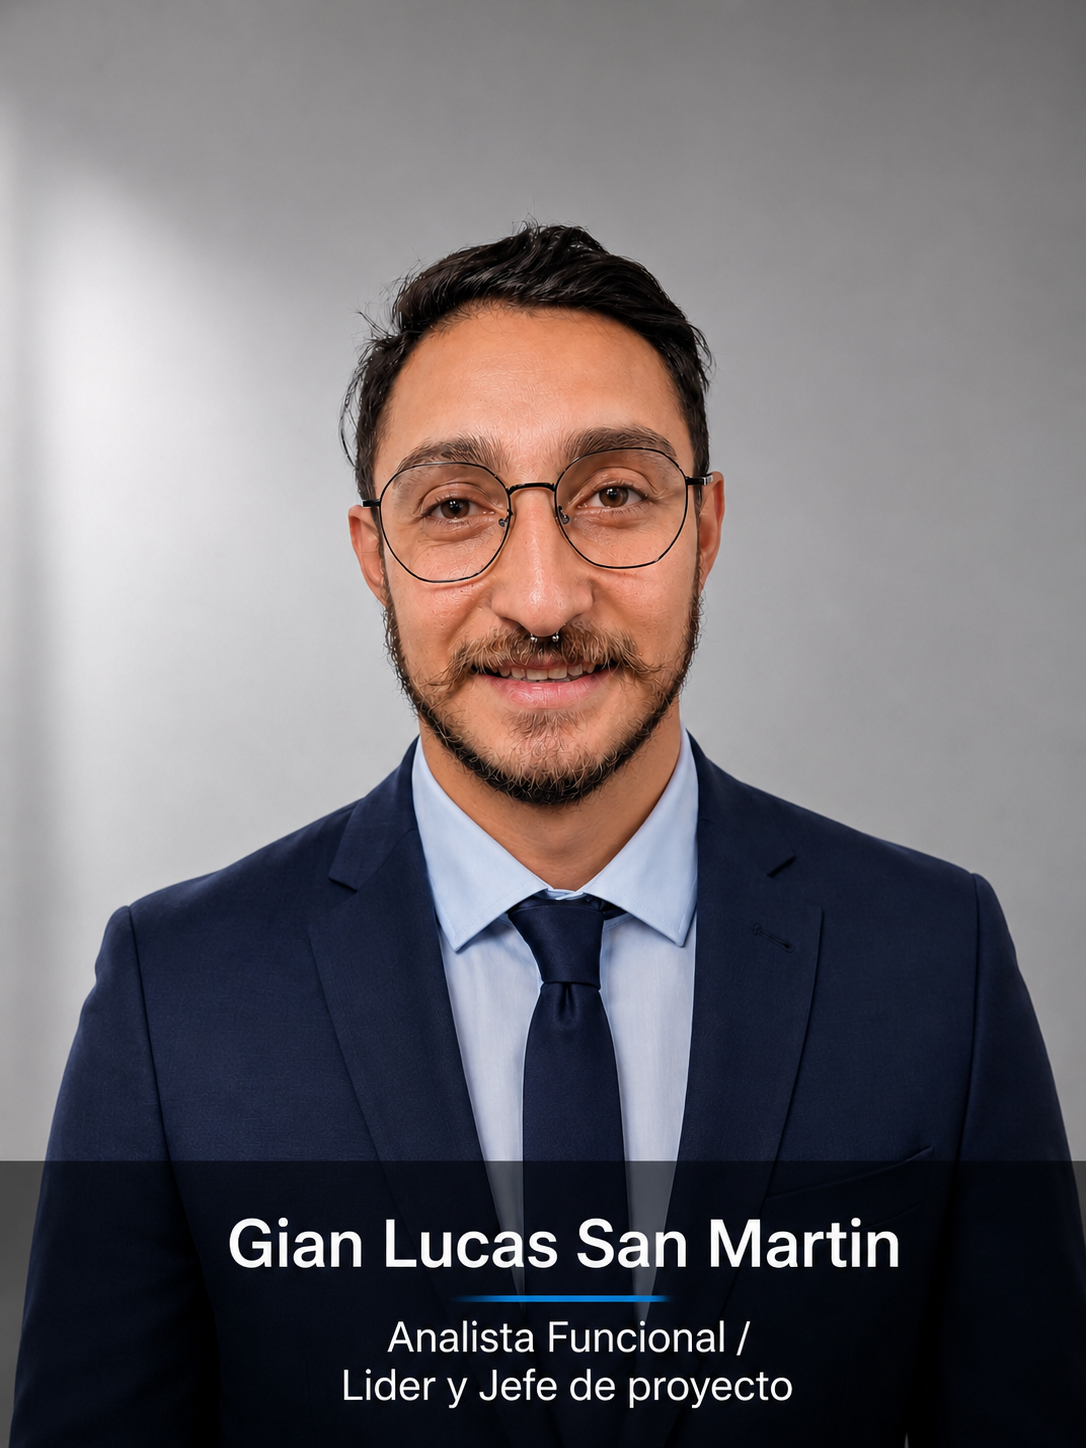 Gian Lucas San Martin
Analista Funcional /
Lider y Jefe de proyecto